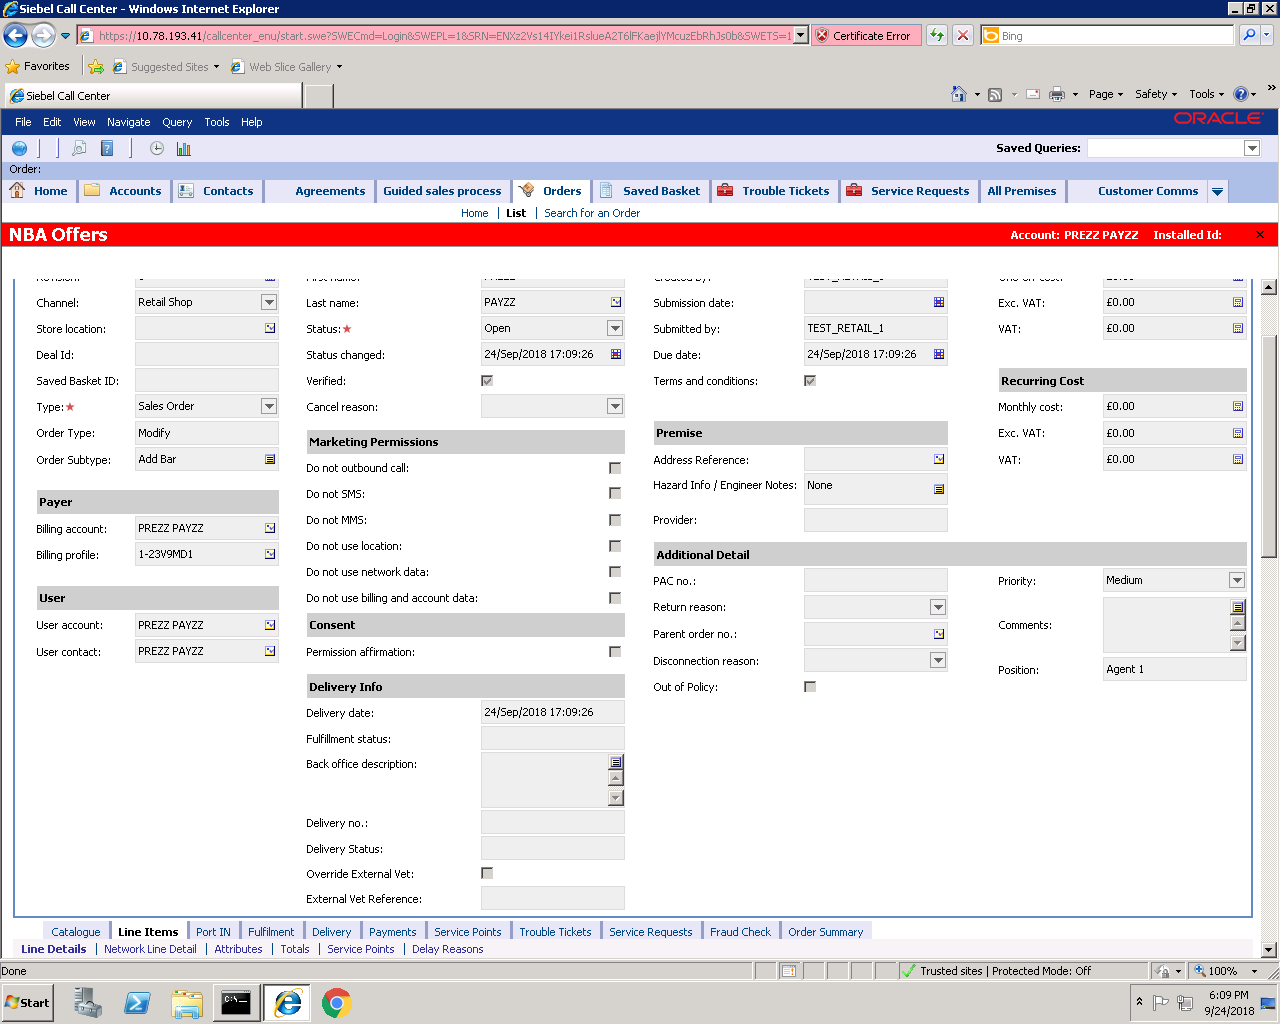 Siebel Call Center - Windows Internet Explorer
https://10.78.193.41/callcenter_enu/start.swe?SWECmd=Login&SWEPL=1&SRN=
Certificate Error
Bing
Favorites
Suggested Sites
Web Slice Gallery
Siebel Call Center
Page
Safety
Tools
File Edit View Navigate Query Tools Help
ORACLE
Saved Queries:
Order:
Home Accounts Contacts Agreements Guided sales process Orders Saved Basket Trouble Tickets Service Requests All Premises Customer Comms
Home | List | Search for an Order
NBA Offers
Account: PREZZ PAYZZ Installed Id:
Channel: Retail Shop
Store location:
Deal Id:
Saved Basket ID:
Type: ★ Sales Order
Order Type: Modify
Order Subtype: Add Bar
Payer
Billing account: PREZZ PAYZZ
Billing profile: 1-23V9MD1
User
User account: PREZZ PAYZZ
User contact: PREZZ PAYZZ
Last name: PAYZZ
Status: ★ Open
Status changed: 24/Sep/2018 17:09:26
Verified:
Cancel reason:
Marketing Permissions
Do not outbound call:
Do not SMS:
Do not MMS:
Do not use location:
Do not use network data:
Do not use billing and account data:
Consent
Permission affirmation:
Delivery Info
Delivery date: 24/Sep/2018 17:09:26
Fulfillment status:
Back office description:
Delivery no.:
Delivery Status:
Override External Vet:
External Vet Reference:
Submission date:
Submitted by: TEST_RETAIL_1
Due date: 24/Sep/2018 17:09:26
Terms and conditions:
Premise
Address Reference:
Hazard Info / Engineer Notes: None
Provider:
Additional Detail
PAC no.:
Return reason:
Parent order no.:
Disconnection reason:
Out of Policy:
Exc. VAT: £0.00
VAT: £0.00
Recurring Cost
Monthly cost: £0.00
Exc. VAT: £0.00
VAT: £0.00
Priority: Medium
Comments:
Position: Agent 1
Catalogue Line Items Port IN Fulfilment Delivery Payments Service Points Trouble Tickets Service Requests Fraud Check Order Summary
Line Details | Network Line Detail | Attributes | Totals | Service Points | Delay Reasons
Done
Trusted sites | Protected Mode: Off
100%
Start
6:09 PM
9/24/2018